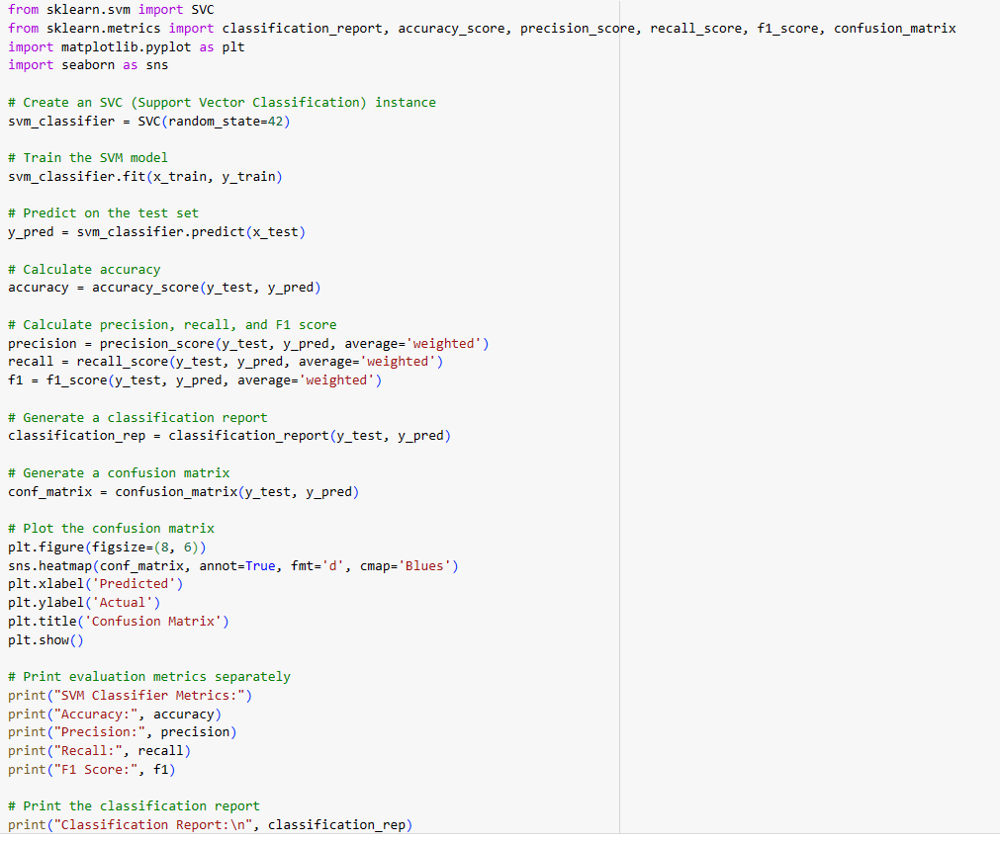 from sklearn.svm import SVC
from sklearn.metrics import classification_report, accuracy_score, precision_score, recall_score, f1_score, confusion_matrix
import matplotlib.pyplot as plt
import seaborn as sns
# Create an SVC (Support Vector Classification) instance
svm_classifier = SVC(random_state=42)
# Train the SVM model
svm_classifier.fit(x_train, y_train)
# Predict on the test set
y_pred = svm_classifier.predict(x_test)
# Calculate accuracy
accuracy = accuracy_score(y_test, y_pred)
# Calculate precision, recall, and F1 score
precision = precision_score(y_test, y_pred, average='weighted')
recall = recall_score(y_test, y_pred, average='weighted')
f1 = f1_score(y_test, y_pred, average='weighted')
# Generate a classification report
classification_rep = classification_report(y_test, y_pred)
# Generate a confusion matrix
conf_matrix = confusion_matrix(y_test, y_pred)
# Plot the confusion matrix
plt.figure(figsize=(8, 6))
sns.heatmap(conf_matrix, annot=True, fmt='d', cmap='Blues')
plt.xlabel('Predicted')
plt.ylabel('Actual')
plt.title('Confusion Matrix')
plt.show()
# Print evaluation metrics separately
print("SVM Classifier Metrics:")
print("Accuracy:", accuracy)
print("Precision:", precision)
print("Recall:", recall)
print("F1 Score:", f1)
# Print the classification report
print("Classification Report:\n", classification_rep)